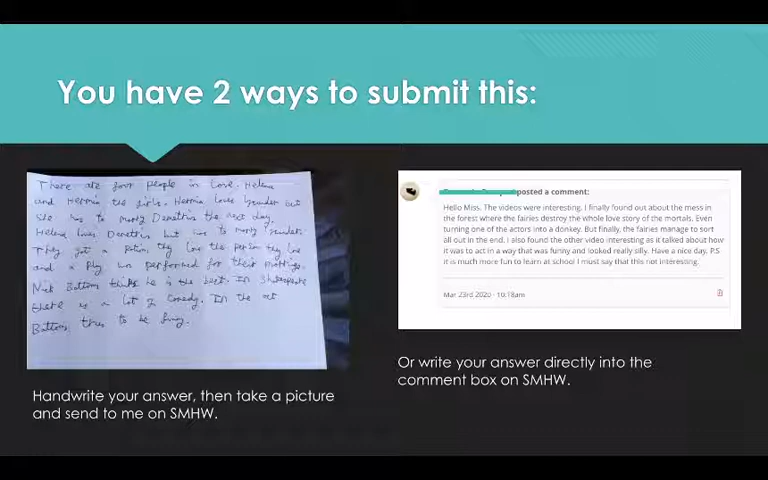 You have 2 ways to submit this:
There are four people in love. Helena
and Hermia the girls. Hermia loves lysander but
she has to marry Demetrius the next day.
Helena loves Demetrius but has to marry lysander.
They get a potion, they love the person they love
and a play is performed for their
Nick Bottom thinks he is the best. In Shakespeare
there is a lot of comedy. In the act
Bottom tries to be funny.
Handwrite your answer, then take a picture
and send to me on SMHW.
posted a comment:
Hello Miss. The videos were interesting. I finally found out about the mess in
the forest where the fairies destroy the whole love story of the mortals. Even
turning one of the actors into a donkey. But finally, the fairies manage to sort
all out in the end. I also found the other video interesting as it talked about how
it was to act in a way that was funny and looked really silly. Have a nice day. P.S
it is much more fun to learn at school I must say that this not interesting.
Mar 23rd 2020 - 10:18am
Or write your answer directly into the
comment box on SMHW.